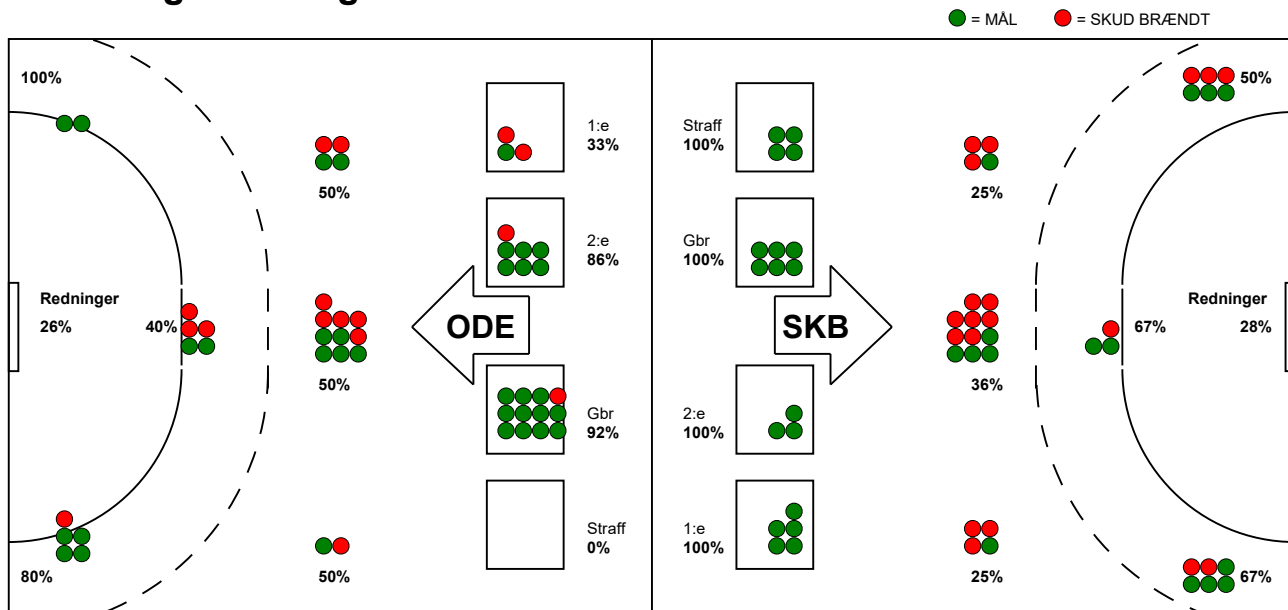 = MÅL = SKUD BRÆNDT
100%
50%
1:e
33%
Straff
100%
25%
50%
2:e
86%
Gbr
100%
Redninger
26%
40%
ODE
SKB
67%
Redninger
28%
50%
36%
Gbr
92%
2:e
100%
Straff
0%
1:e
100%
80%
50%
25%
67%